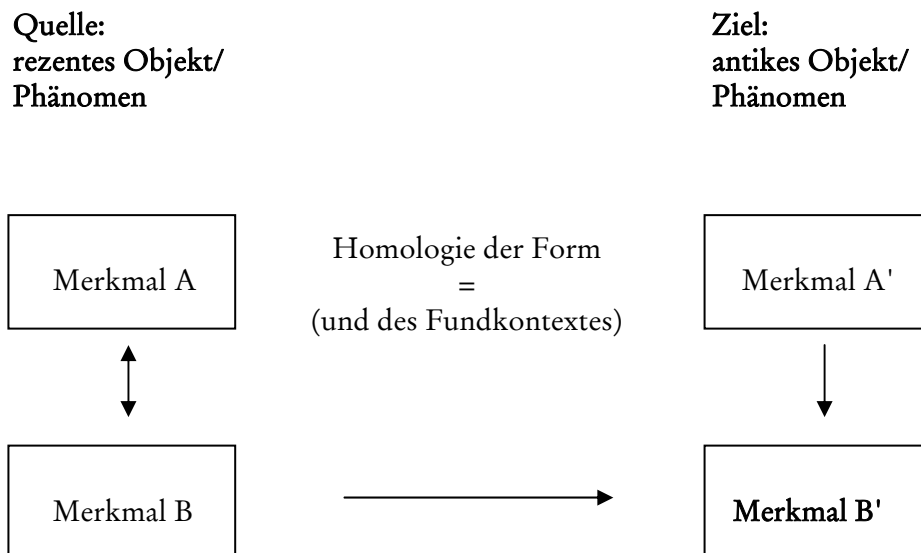 Quelle:
rezentes Objekt/
Phänomen
Ziel:
antikes Objekt/
Phänomen
Merkmal A
Homologie der Form
=
(und des Fundkontextes)
Merkmal A'
Merkmal B
Merkmal B'